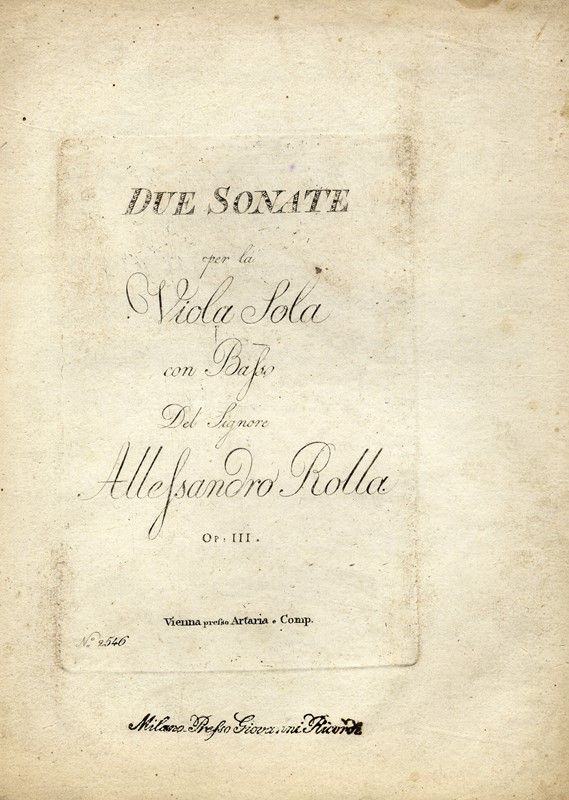 DUE SONATE
per la
Viola Sola
con Baſso
Del Signore
Alleſsandro Rolla
OP: III.
Vienna preſso Artaria e Comp.
No. 2546
Milano Preſso Giovanni Ricordi